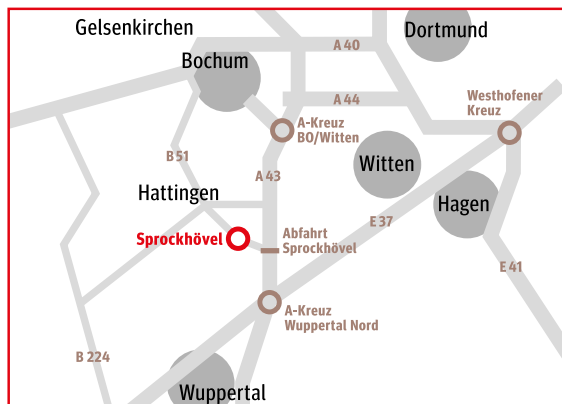 Gelsenkirchen
Dortmund
A 40
Bochum
A 44
Westhofener
Kreuz
A-Kreuz
BO/Witten
B 51
Witten
A 43
Hattingen
Hagen
E 37
Sprockhövel
Abfahrt
Sprockhövel
E 41
A-Kreuz
Wuppertal Nord
B 224
Wuppertal